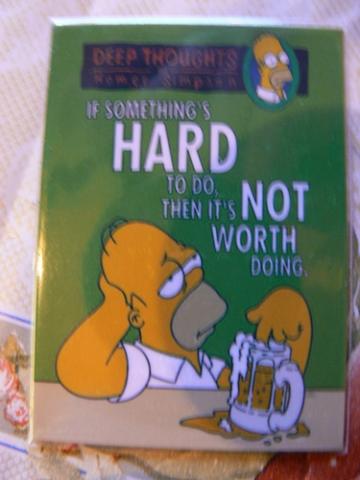 DEEP THOUGHTS
Homer Simpson
IF SOMETHING'S
HARD
TO DO,
THEN IT'S NOT
WORTH
DOING.